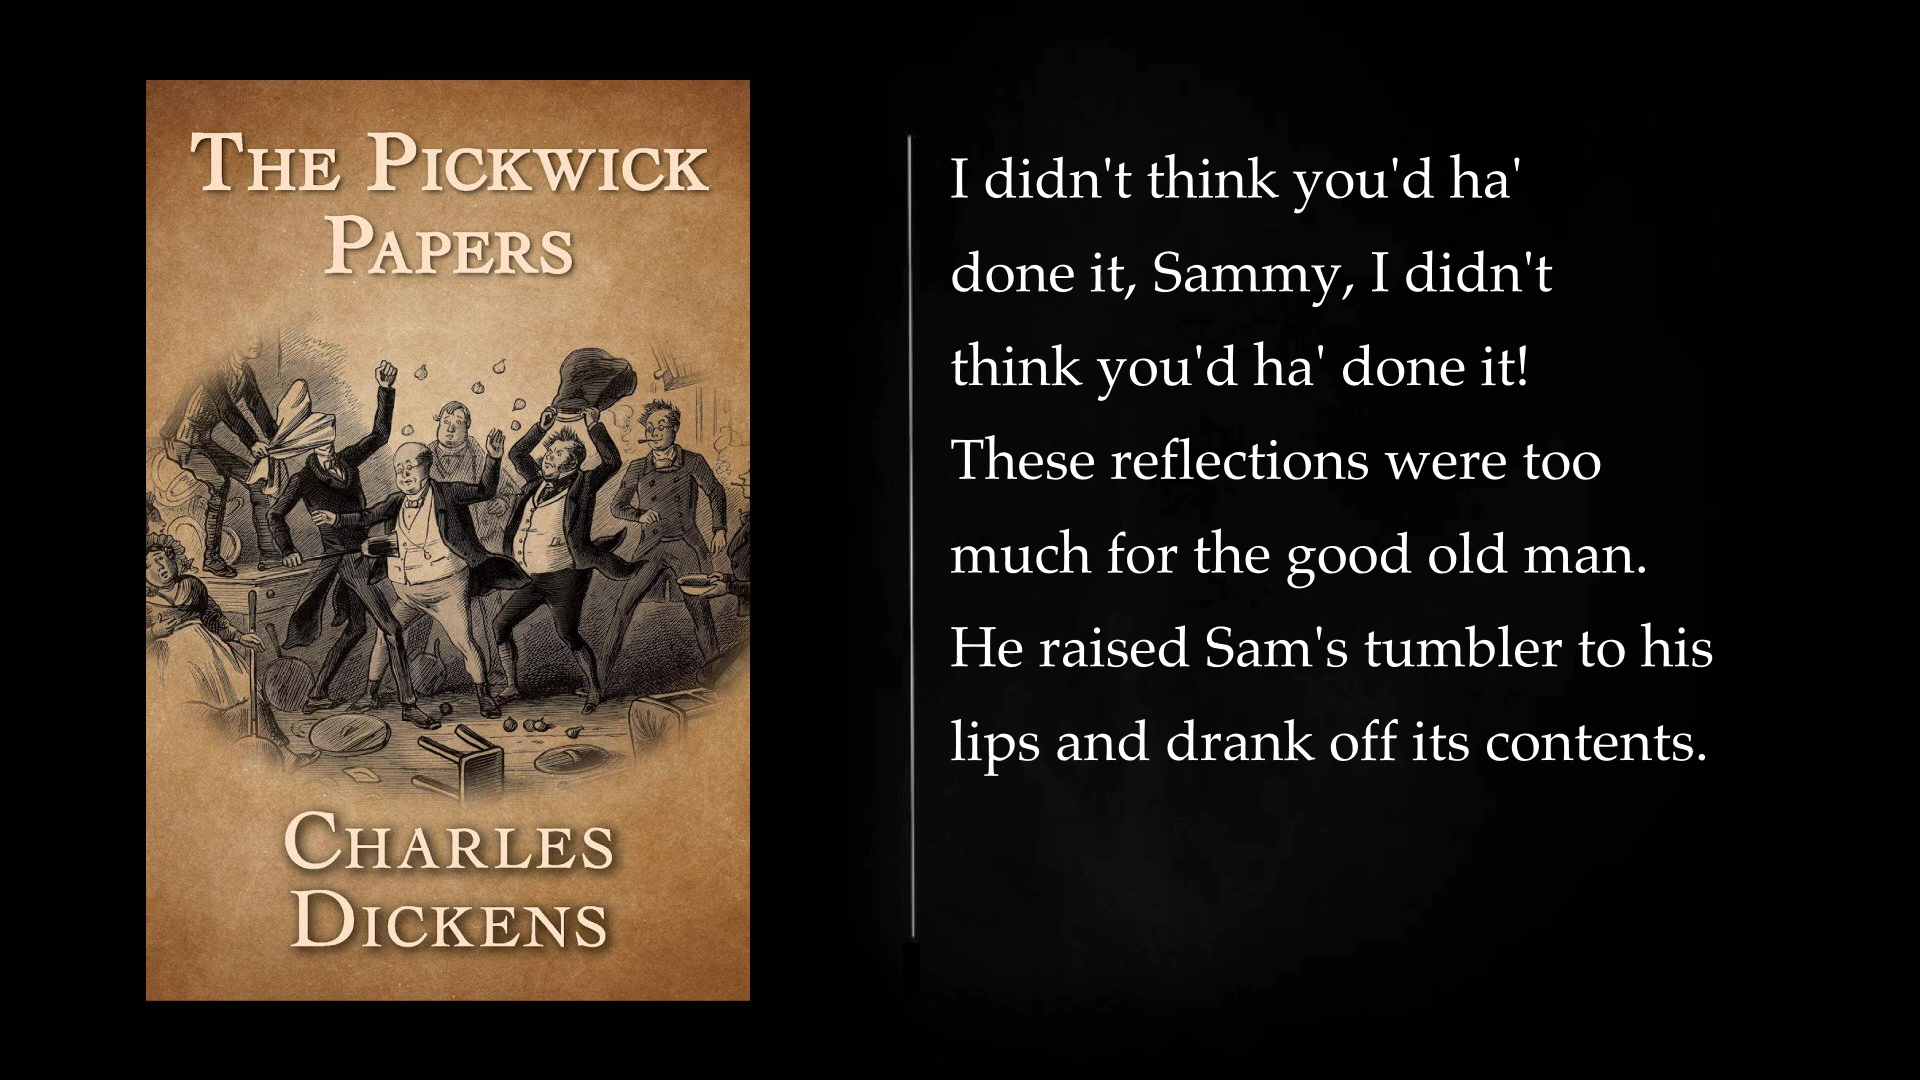 The Pickwick
Papers
Charles
Dickens
I didn't think you'd ha'
done it, Sammy, I didn't
think you'd ha' done it!
These reflections were too
much for the good old man.
He raised Sam's tumbler to his
lips and drank off its contents.